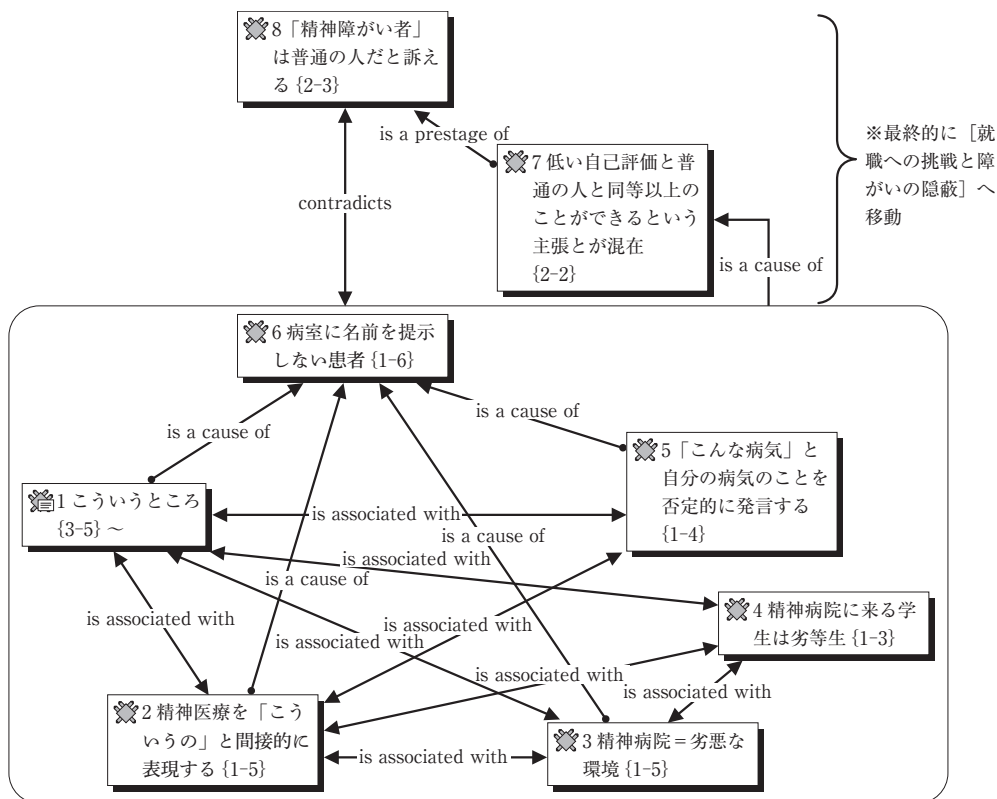 8「精神障がい者」
は普通の人だと訴え
る {2-3}
is a prestage of
7 低い自己評価と普
通の人と同等以上の
ことができるという
主張とが混在
{2-2}
※最終的に［就
職への挑戦と障
がいの隠蔽］へ
移動
contradicts
is a cause of
6 病室に名前を提示
しない患者 {1-6}
is a cause of
is a cause of
5「こんな病気」と
自分の病気のことを
否定的に発言する
{1-4}
1 こういうところ
{3-5} ～
is associated with
is a cause of
is associated with
is a cause of
4 精神病院に来る学
生は劣等生 {1-3}
is associated with
is associated with
is associated with
is associated with
is associated with
2 精神医療を「こう
いうの」と間接的に
表現する {1-5}
is associated with
3 精神病院＝劣悪な
環境 {1-5}